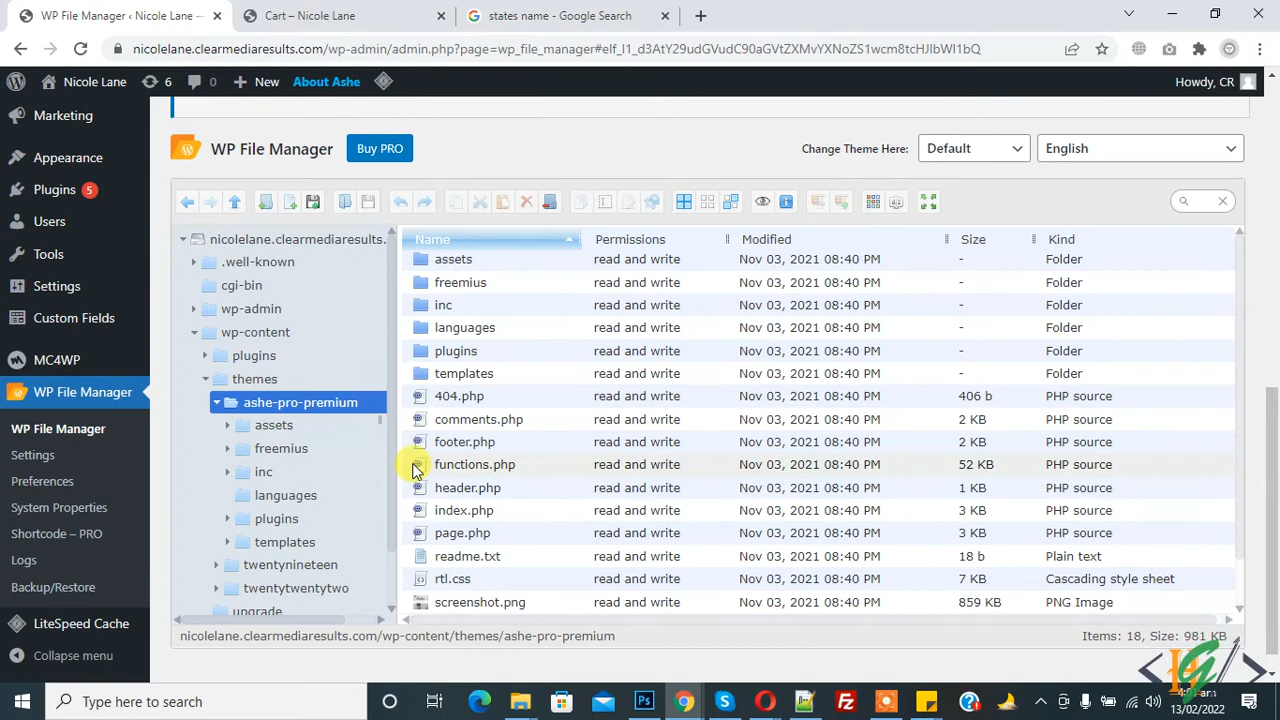 WP File Manager ‹ Nicole Lane —
Cart – Nicole Lane
states name - Google Search
nicolelane.clearmediaresults.com/wp-admin/admin.php?page=wp_file_manager#elf_l1_d3AtY29udGVudC90aGVtZXMvYXNoZS1wcm8tcHJlbWl1bQ
Nicole Lane
6
0
New
About Ashe
Howdy, CR
Marketing
Appearance
Plugins 5
Users
Tools
Settings
Custom Fields
MC4WP
WP File Manager
WP File Manager
Settings
Preferences
System Properties
Shortcode – PRO
Logs
Backup/Restore
LiteSpeed Cache
Collapse menu
WP File Manager
Buy PRO
Change Theme Here:
Default
English
nicolelane.clearmediaresults.
.well-known
cgi-bin
wp-admin
wp-content
plugins
themes
ashe-pro-premium
assets
freemius
inc
languages
plugins
templates
twentynineteen
twentytwentytwo
upgrade
Name Permissions Modified Size Kind
assets read and write Nov 03, 2021 08:40 PM - Folder
freemius read and write Nov 03, 2021 08:40 PM - Folder
inc read and write Nov 03, 2021 08:40 PM - Folder
languages read and write Nov 03, 2021 08:40 PM - Folder
plugins read and write Nov 03, 2021 08:40 PM - Folder
templates read and write Nov 03, 2021 08:40 PM - Folder
404.php read and write Nov 03, 2021 08:40 PM 406 b PHP source
comments.php read and write Nov 03, 2021 08:40 PM 2 KB PHP source
footer.php read and write Nov 03, 2021 08:40 PM 2 KB PHP source
functions.php read and write Nov 03, 2021 08:40 PM 52 KB PHP source
header.php read and write Nov 03, 2021 08:40 PM 1 KB PHP source
index.php read and write Nov 03, 2021 08:40 PM 3 KB PHP source
page.php read and write Nov 03, 2021 08:40 PM 3 KB PHP source
readme.txt read and write Nov 03, 2021 08:40 PM 18 b Plain text
rtl.css read and write Nov 03, 2021 08:40 PM 7 KB Cascading style sheet
screenshot.png read and write Nov 03, 2021 08:40 PM 859 KB PNG Image
nicolelane.clearmediaresults.com/wp-content/themes/ashe-pro-premium
Items: 18, Size: 981 KB
Type here to search
13/02/2022